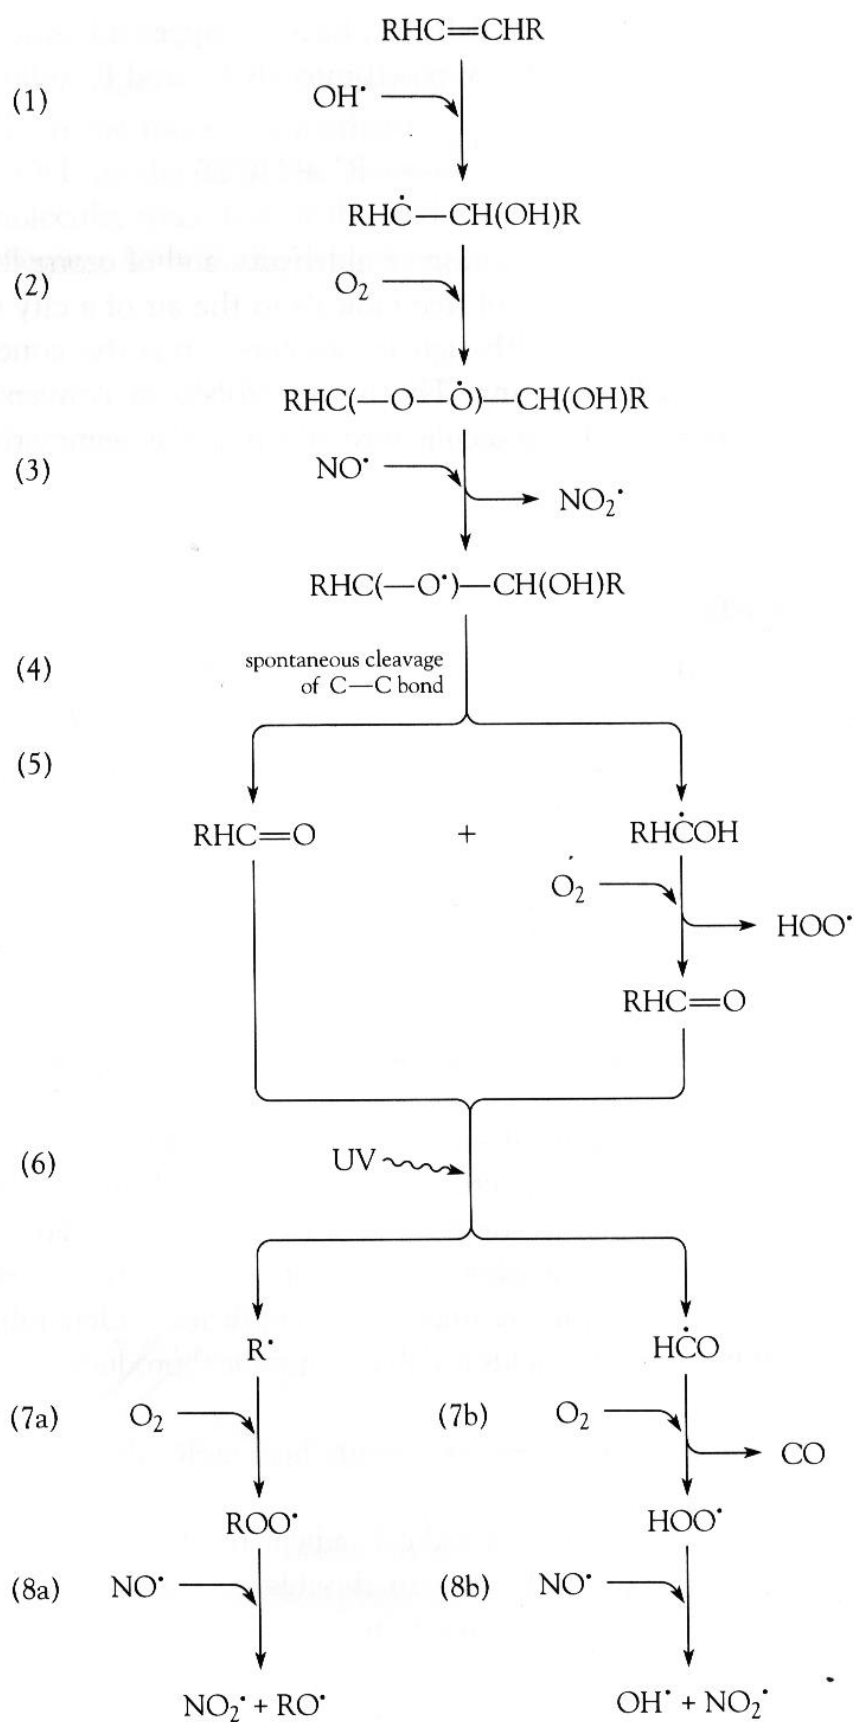 RHC=CHR
(1) OH•
RHĊ—CH(OH)R
(2) O₂
RHC(—O—Ȯ)—CH(OH)R
(3) NO•
NO₂•
RHC(—O•)—CH(OH)R
(4) spontaneous cleavage
of C—C bond
(5)
RHC=O + RHĊOH
O₂
HOO•
RHC=O
(6) UV
R• HĊO
(7a) O₂ (7b) O₂
CO
ROO• HOO•
(8a) NO• (8b) NO•
NO₂• + RO• OH• + NO₂•